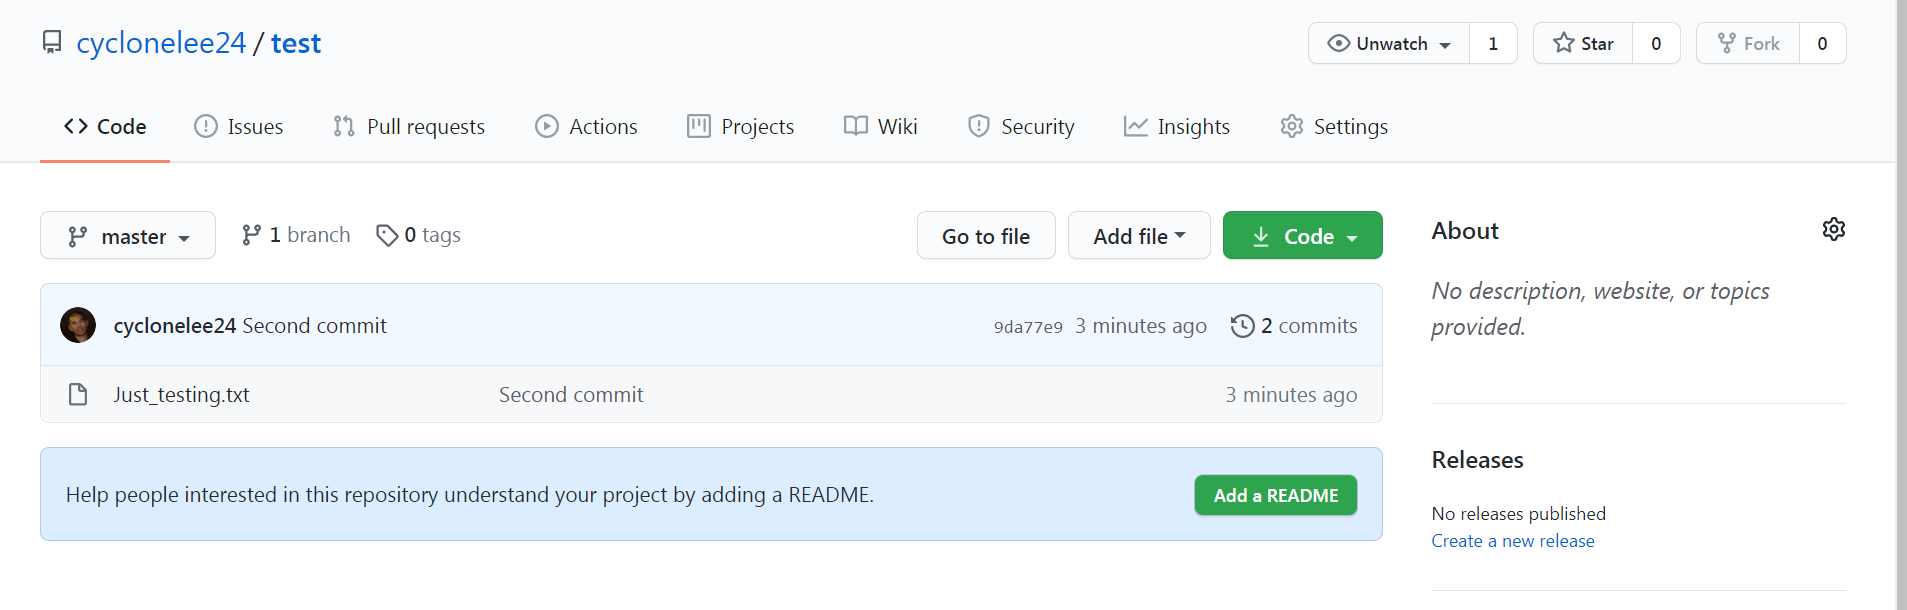 cyclonelee24 / test
Unwatch 1 Star 0 Fork 0
Code Issues Pull requests Actions Projects Wiki Security Insights Settings
master 1 branch 0 tags Go to file Add file Code
cyclonelee24 Second commit 9da77e9 3 minutes ago 2 commits
Just_testing.txt Second commit 3 minutes ago
Help people interested in this repository understand your project by adding a README. Add a README
About
No description, website, or topics
provided.
Releases
No releases published
Create a new release